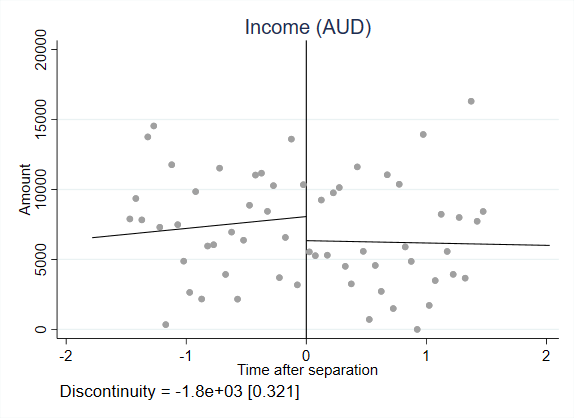 Income (AUD)
20000
15000
10000
5000
0
Amount
-2 -1 0 1 2
Time after separation
Discontinuity = -1.8e+03 [0.321]